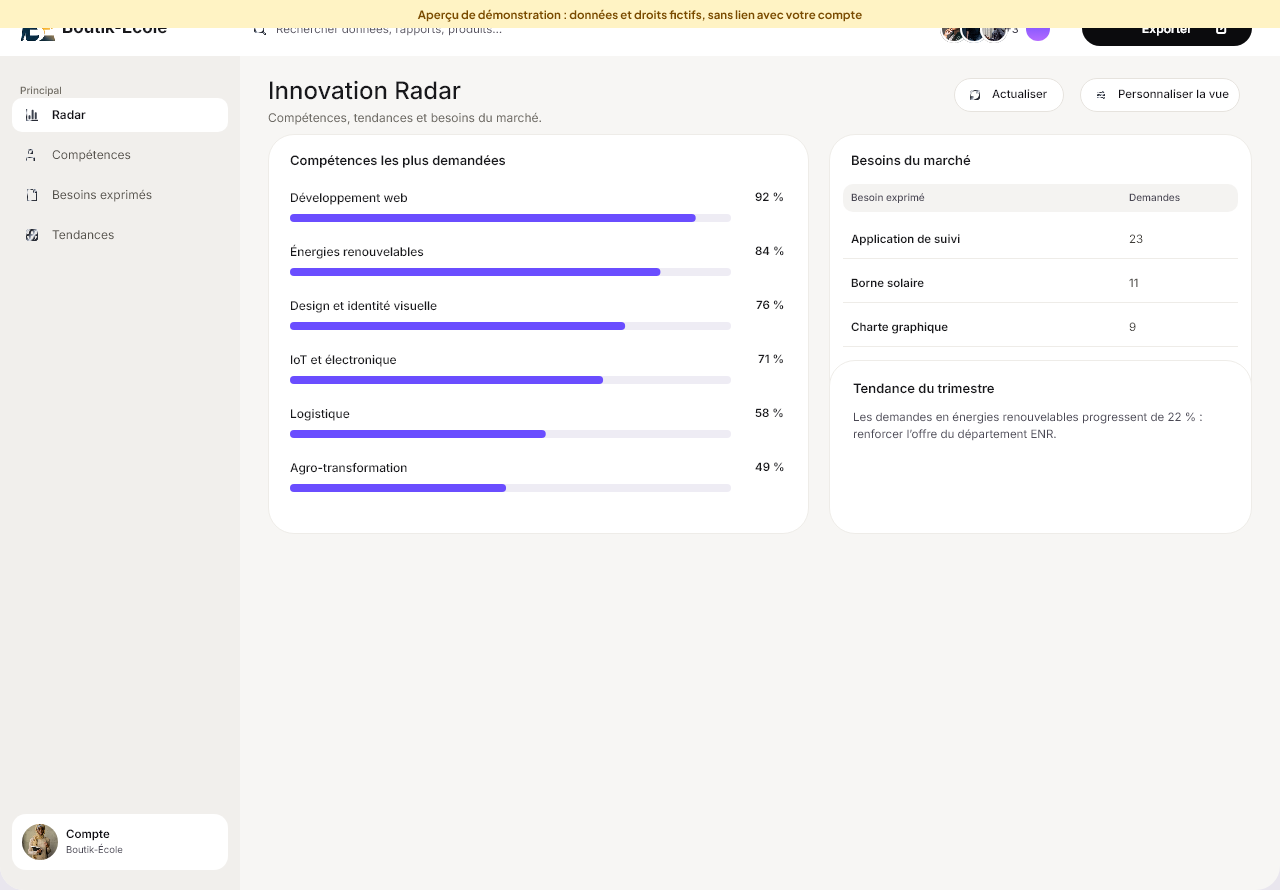 Aperçu de démonstration : données et droits fictifs, sans lien avec votre compte
Boutik-École
Rechercher données, rapports, produits...
+3
Exporter
Principal
Radar
Compétences
Besoins exprimés
Tendances
Compte
Boutik-École
Innovation Radar
Compétences, tendances et besoins du marché.
Actualiser
Personnaliser la vue
Compétences les plus demandées
Développement web 92 %
Énergies renouvelables 84 %
Design et identité visuelle 76 %
IoT et électronique 71 %
Logistique 58 %
Agro-transformation 49 %
Besoins du marché
Besoin exprimé Demandes
Application de suivi 23
Borne solaire 11
Charte graphique 9
Tendance du trimestre
Les demandes en énergies renouvelables progressent de 22 % :
renforcer l'offre du département ENR.